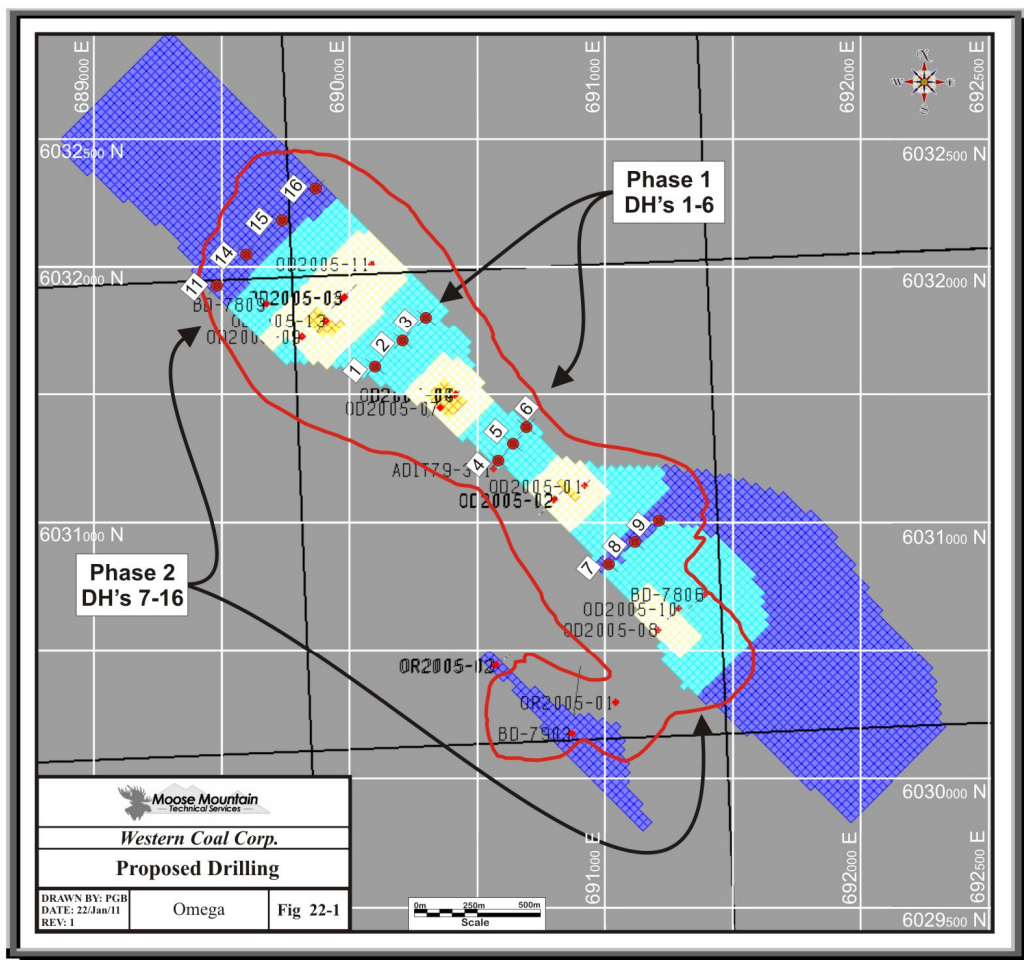 689000 E
690000 E
691000 E
692000 E
692500 E
N
W E
S
6032500 N
6032500 N
Phase 1
DH's 1-6
16
15
14
11
OD2005-11
6032000 N
6032000 N
BD-7809
OD2005-03
OD2005-13
OD2005-09
3
2
1
OD2005-07
6
5
4
ADIT79-3
OD2005-01
OD2005-02
6031000 N
6031000 N
9
8
7
Phase 2
DH's 7-16
BD-7806
OD2005-10
OD2005-08
OR2005-01
BD-7903
6030000 N
Moose Mountain
Technical Services
Western Coal Corp.
Proposed Drilling
DRAWN BY: PGB
DATE: 22/Jan/11
REV: 1
Omega
Fig 22-1
0m 250m 500m
Scale
691000 E
692000 E
692500 E
6029500 N